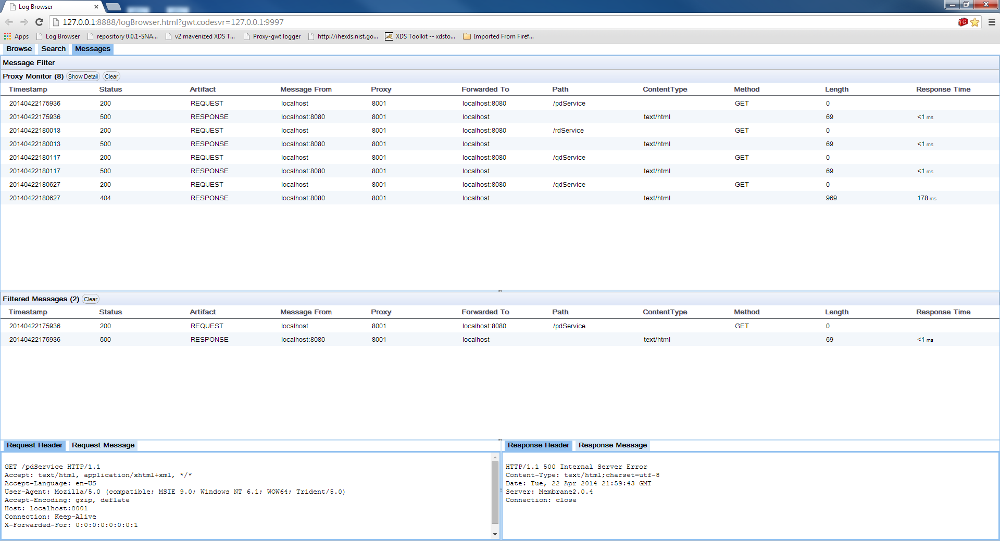 Log Browser
127.0.0.1:8888/logBrowser.html?gwt.codesvr=127.0.0.1:9997
Apps Log Browser repository 0.0.1-SNA... v2 mavenized XDS T... Proxy-gwt logger http://ihexds.nist.go... XDS Toolkit -- xdsto... Imported From Firef...
Browse Search Messages
Message Filter
Proxy Monitor (8) Show Detail Clear
Timestamp Status Artifact Message From Proxy Forwarded To Path ContentType Method Length Response Time
20140422175936 200 REQUEST localhost 8001 localhost:8080 /pdService GET 0
20140422175936 500 RESPONSE localhost:8080 8001 localhost text/html 69 <1 ms
20140422180013 200 REQUEST localhost 8001 localhost:8080 /rdService GET 0
20140422180013 500 RESPONSE localhost:8080 8001 localhost text/html 69 <1 ms
20140422180117 200 REQUEST localhost 8001 localhost:8080 /qdService GET 0
20140422180117 500 RESPONSE localhost:8080 8001 localhost text/html 69 <1 ms
20140422180627 200 REQUEST localhost 8001 localhost:8080 /qdService GET 0
20140422180627 404 RESPONSE localhost:8080 8001 localhost text/html 969 178 ms
Filtered Messages (2) Clear
Timestamp Status Artifact Message From Proxy Forwarded To Path ContentType Method Length Response Time
20140422175936 200 REQUEST localhost 8001 localhost:8080 /pdService GET 0
20140422175936 500 RESPONSE localhost:8080 8001 localhost text/html 69 <1 ms
Request Header Request Message
GET /pdService HTTP/1.1
Accept: text/html, application/xhtml+xml, */*
Accept-Language: en-US
User-Agent: Mozilla/5.0 (compatible; MSIE 9.0; Windows NT 6.1; WOW64; Trident/5.0)
Accept-Encoding: gzip, deflate
Host: localhost:8001
Connection: Keep-Alive
X-Forwarded-For: 0:0:0:0:0:0:0:1
Response Header Response Message
HTTP/1.1 500 Internal Server Error
Content-Type: text/html;charset=utf-8
Date: Tue, 22 Apr 2014 21:59:43 GMT
Server: Membrane2.0.4
Connection: close